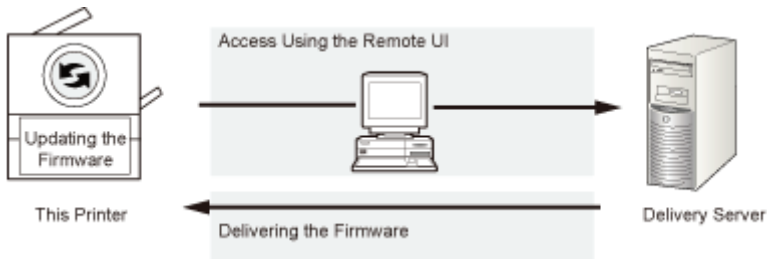 Access Using the Remote UI
Updating the
Firmware
This Printer
Delivery Server
Delivering the Firmware